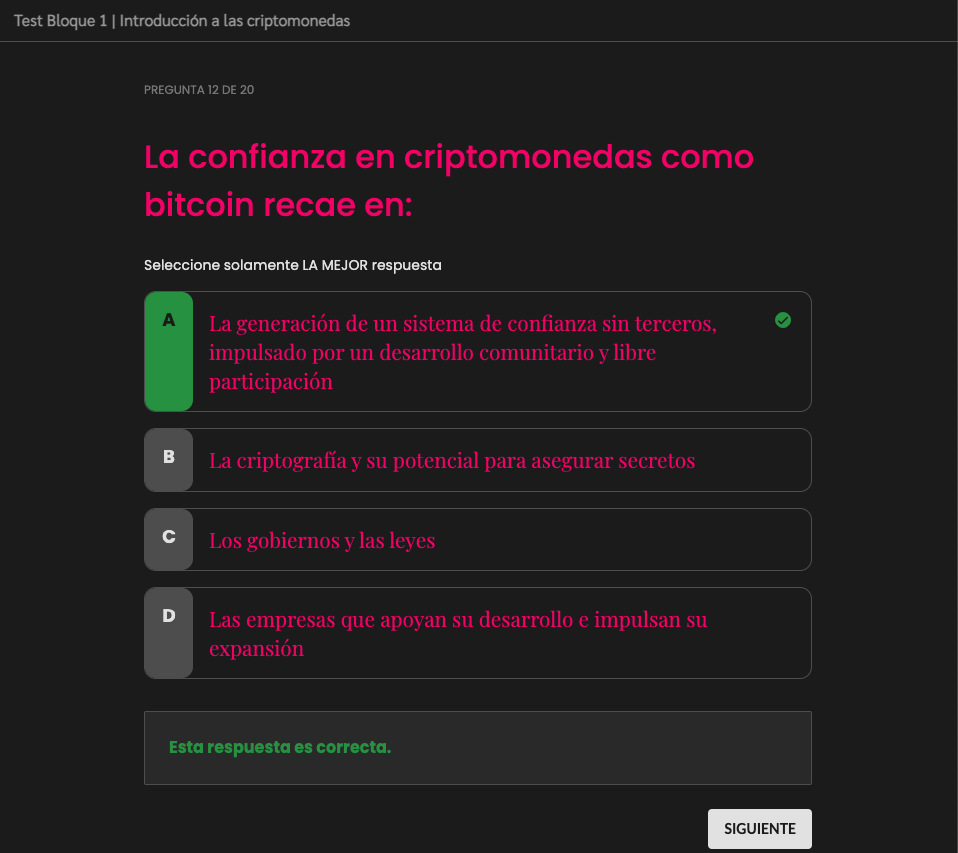 Test Bloque 1 | Introducción a las criptomonedas
PREGUNTA 12 DE 20
La confianza en criptomonedas como
bitcoin recae en:
Seleccione solamente LA MEJOR respuesta
A
La generación de un sistema de confianza sin terceros,
impulsado por un desarrollo comunitario y libre
participación
B
La criptografía y su potencial para asegurar secretos
C
Los gobiernos y las leyes
D
Las empresas que apoyan su desarrollo e impulsan su
expansión
Esta respuesta es correcta.
SIGUIENTE